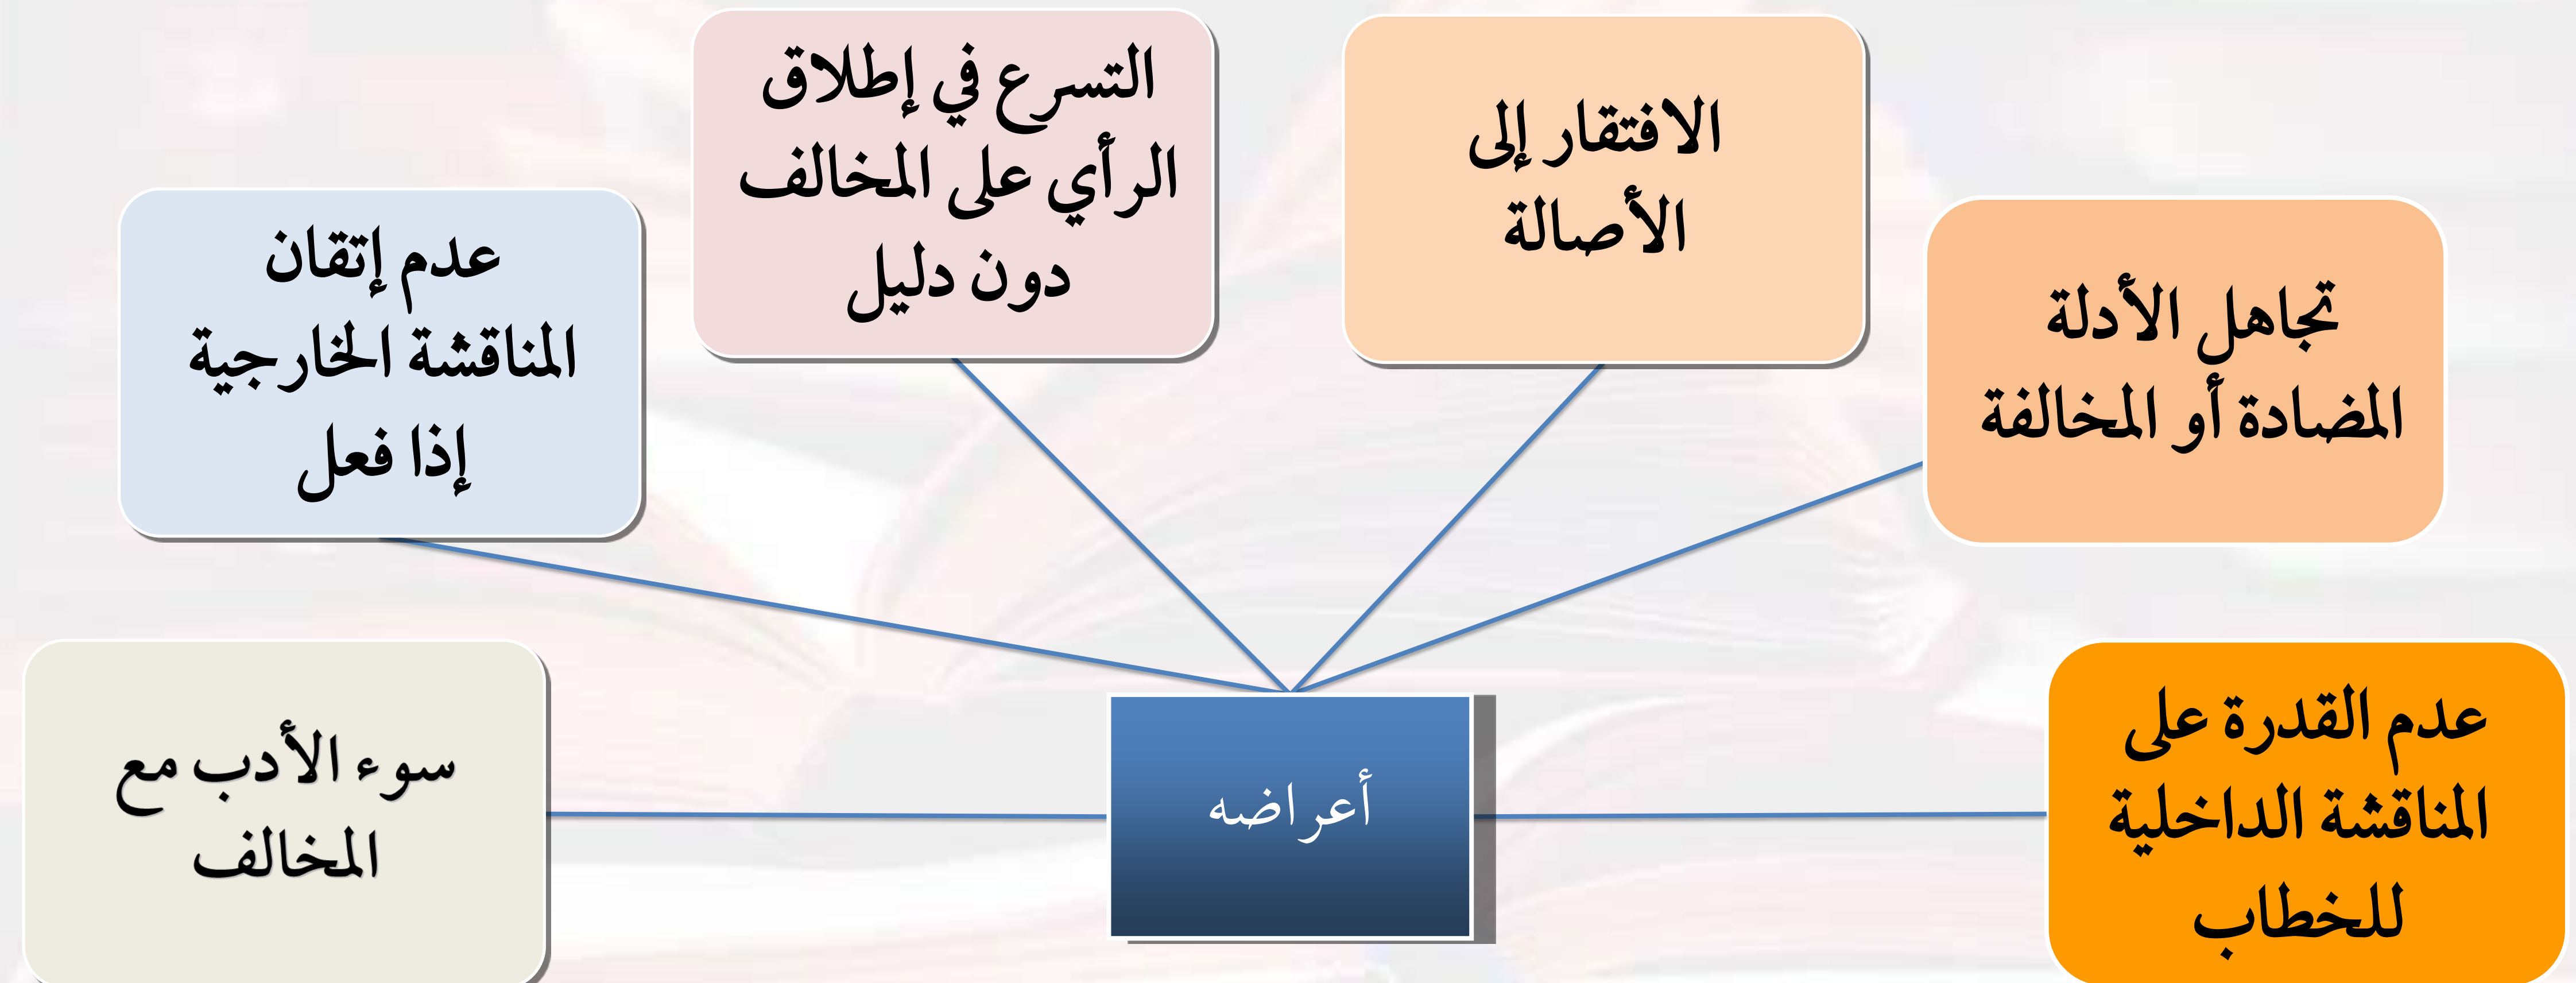 أعراضه
عدم القدرة على
المناقشة الداخلية
للخطاب
تجاهل الأدلة
المضادة أو المخالفة
الافتقار إلى
الأصالة
التسرع في إطلاق
الرأي على المخالف
دون دليل
عدم إتقان
المناقشة الخارجية
إذا فعل
سوء الأدب مع
المخالف